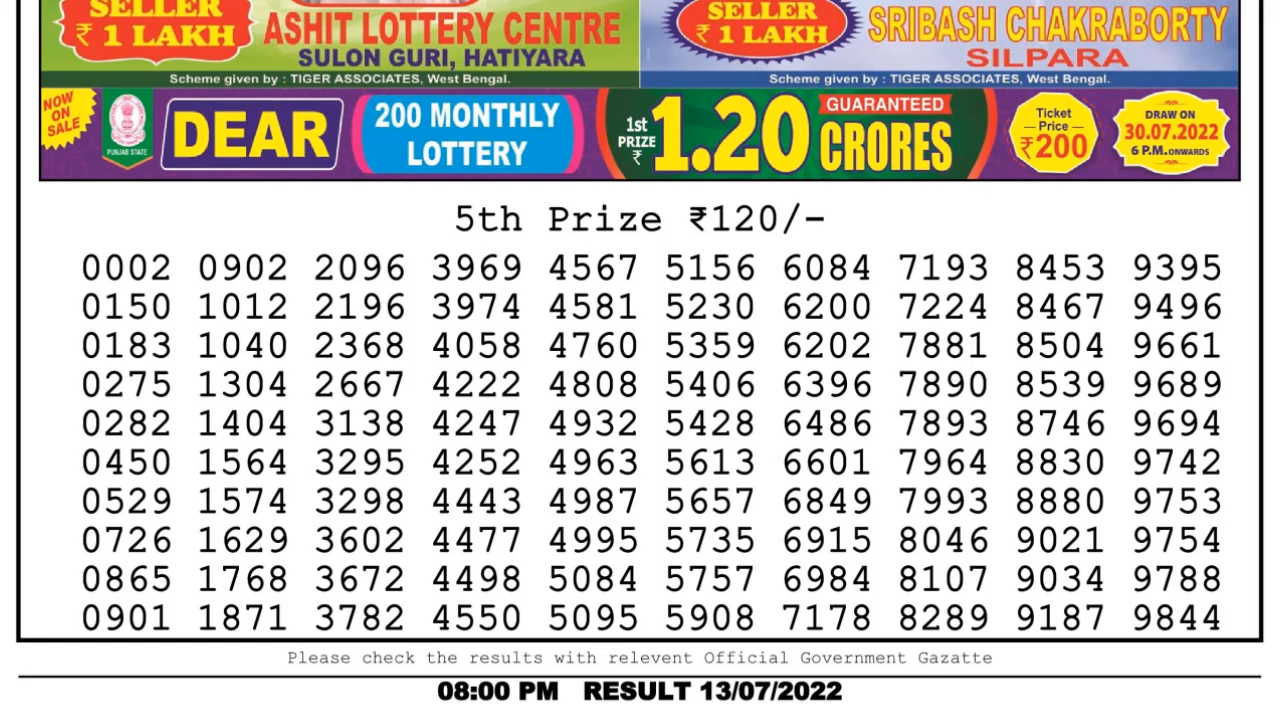 SELLER
₹ 1 LAKH
ASHIT LOTTERY CENTRE
SULON GURI, HATIYARA
Scheme given by : TIGER ASSOCIATES, West Bengal.
SELLER
₹ 1 LAKH
SRIBASH CHAKRABORTY
SILPARA
Scheme given by : TIGER ASSOCIATES, West Bengal.
NOW
ON
SALE
PUNJAB STATE
DEAR
200 MONTHLY
LOTTERY
1st
PRIZE
₹
1.20
GUARANTEED
CRORES
Ticket
Price
₹200
DRAW ON
30.07.2022
6 P.M. ONWARDS
5th Prize ₹120/-
0002 0902 2096 3969 4567 5156 6084 7193 8453 9395
0150 1012 2196 3974 4581 5230 6200 7224 8467 9496
0183 1040 2368 4058 4760 5359 6202 7881 8504 9661
0275 1304 2667 4222 4808 5406 6396 7890 8539 9689
0282 1404 3138 4247 4932 5428 6486 7893 8746 9694
0450 1564 3295 4252 4963 5613 6601 7964 8830 9742
0529 1574 3298 4443 4987 5657 6849 7993 8880 9753
0726 1629 3602 4477 4995 5735 6915 8046 9021 9754
0865 1768 3672 4498 5084 5757 6984 8107 9034 9788
0901 1871 3782 4550 5095 5908 7178 8289 9187 9844
Please check the results with relevent Official Government Gazatte
08:00 PM RESULT 13/07/2022